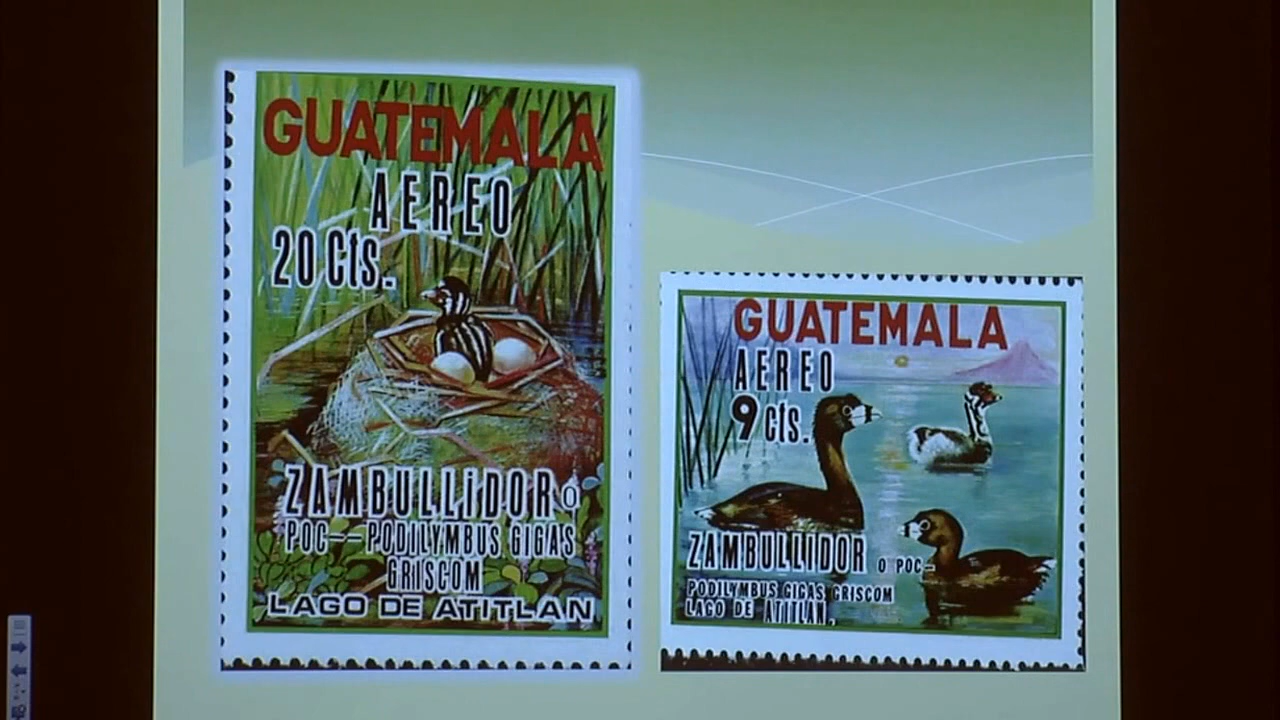 GUATEMALA
AEREO
20 Cts.
ZAMBULLiDOR O
POC--PODILYMBUS GIGAS
GRISCOM
LAGO DE ATITLAN
GUATEMALA
AEREO
9 cts.
ZAMBULLIDOR O POC-
PODILYMBUS GIGAS GRISCOM
LAGO DE ATITLAN.